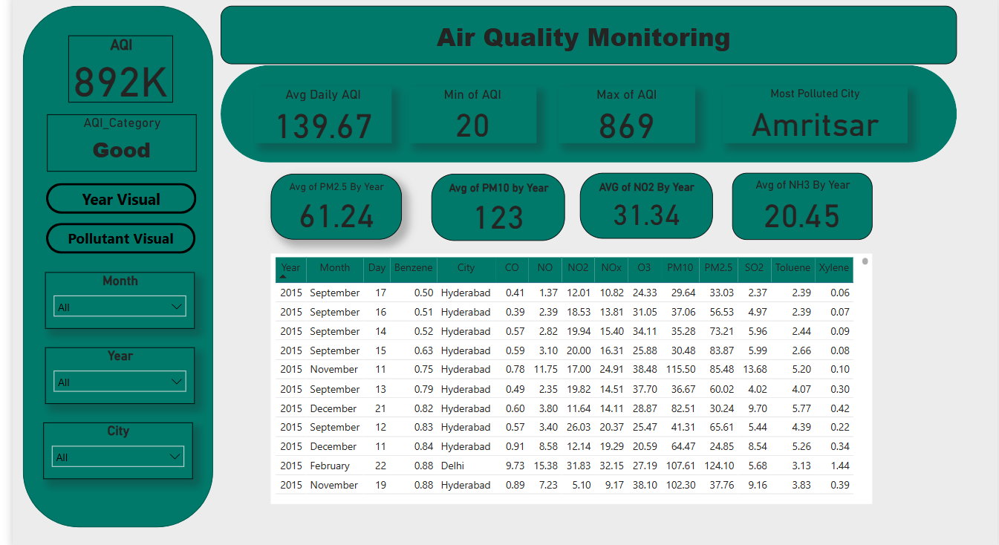 Air Quality Monitoring
AQI
892K
AQI_Category
Good
Year Visual
Pollutant Visual
Month
All
Year
All
City
All
Avg Daily AQI
139.67
Min of AQI
20
Max of AQI
869
Most Polluted City
Amritsar
Avg of PM2.5 By Year
61.24
Avg of PM10 by Year
123
AVG of NO2 By Year
31.34
Avg of NH3 By Year
20.45
Year Month Day Benzene City CO NO NO2 NOx O3 PM10 PM2.5 SO2 Toluene Xylene
2015 September 17 0.50 Hyderabad 0.41 1.37 12.01 10.82 24.33 29.64 33.03 2.37 2.39 0.06
2015 September 16 0.51 Hyderabad 0.39 2.39 18.53 13.81 31.05 37.06 56.53 4.97 2.39 0.07
2015 September 14 0.52 Hyderabad 0.57 2.82 19.94 15.40 34.11 35.28 73.21 5.96 2.44 0.09
2015 September 15 0.63 Hyderabad 0.59 3.10 20.00 16.31 25.88 30.48 83.87 5.99 2.66 0.08
2015 November 11 0.75 Hyderabad 0.78 11.75 17.00 24.91 38.48 115.50 85.48 13.68 5.20 0.10
2015 September 13 0.79 Hyderabad 0.49 2.35 19.82 14.51 37.70 36.67 60.02 4.02 4.07 0.30
2015 December 21 0.82 Hyderabad 0.60 3.80 11.64 14.11 28.87 82.51 30.24 9.70 5.77 0.42
2015 September 12 0.83 Hyderabad 0.57 3.40 26.03 20.37 25.47 41.31 65.61 5.44 4.39 0.22
2015 December 11 0.84 Hyderabad 0.91 8.58 12.14 19.29 20.59 64.47 24.85 8.54 5.26 0.34
2015 February 22 0.88 Delhi 9.73 15.38 31.83 32.15 27.19 107.61 124.10 5.68 3.13 1.44
2015 November 19 0.88 Hyderabad 0.89 7.23 5.10 9.17 38.10 102.30 37.76 9.16 3.83 0.39